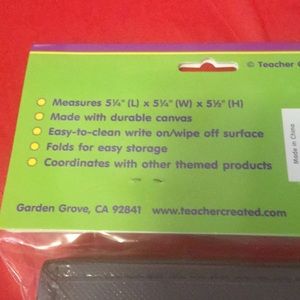 © Teacher
Measures 5¼" (L) x 5¼" (W) x 5½" (H)
Made with durable canvas
Easy-to-clean write on/wipe off surface
Folds for easy storage
Coordinates with other themed products
Made in China
Garden Grove, CA 92841 www.teachercreated.com